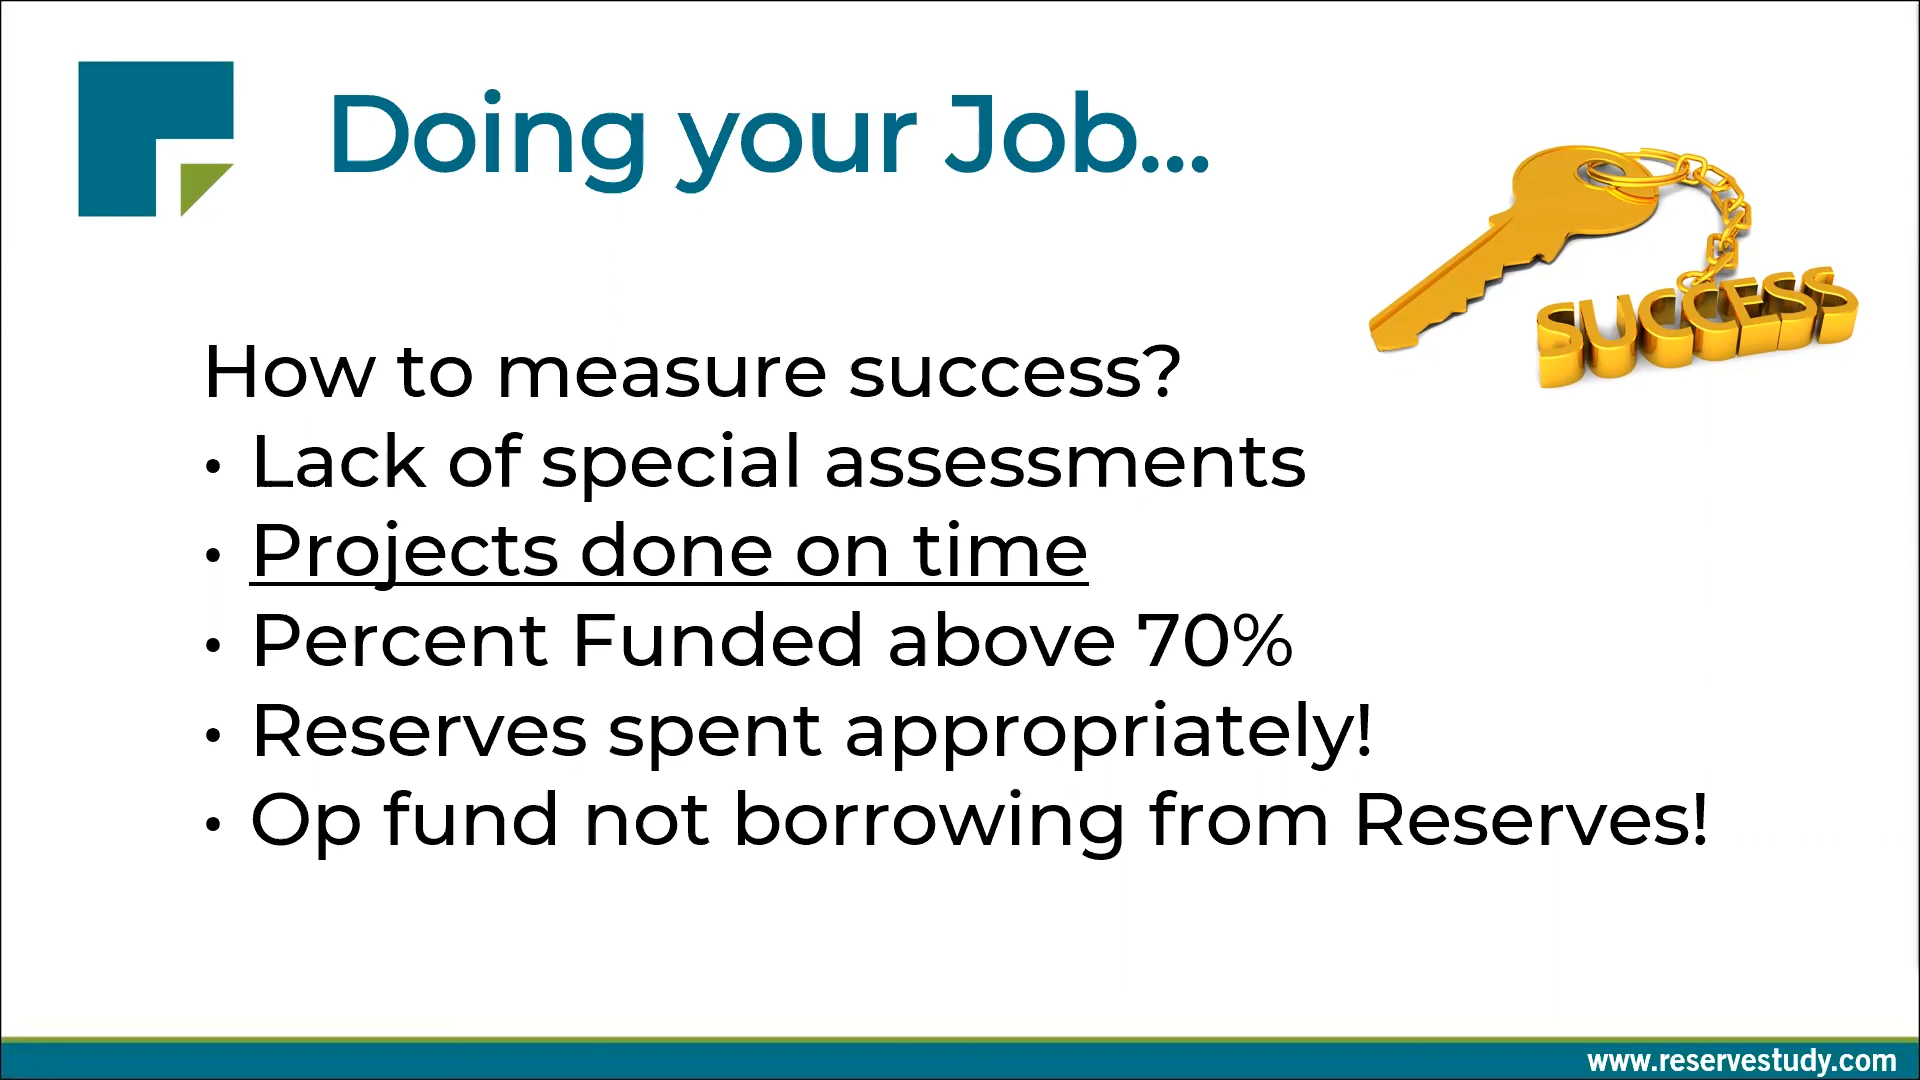 Doing your Job...
SUCCESS
How to measure success?
• Lack of special assessments
• Projects done on time
• Percent Funded above 70%
• Reserves spent appropriately!
• Op fund not borrowing from Reserves!
www.reservestudy.com